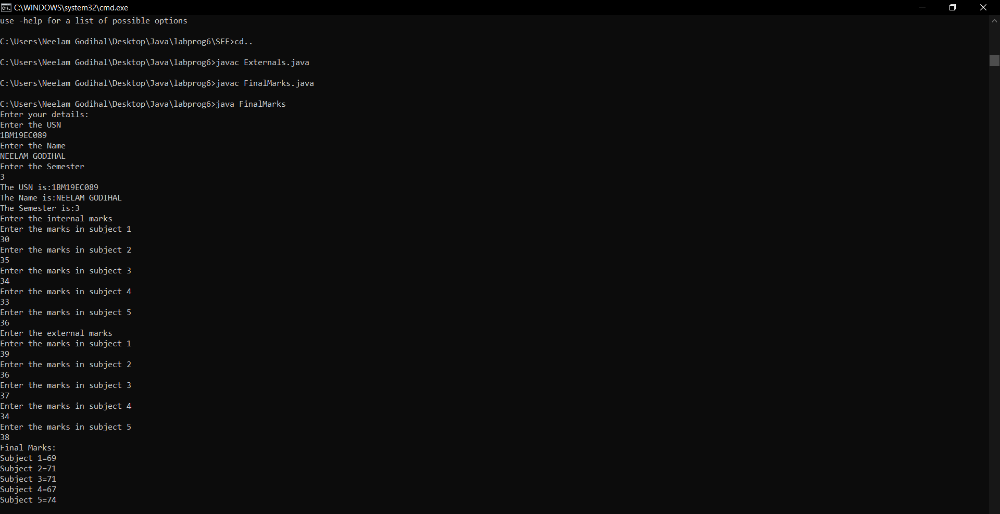 C:\WINDOWS\system32\cmd.exe
use -help for a list of possible options
C:\Users\Neelam Godihal\Desktop\Java\labprog6\SEE>cd..
C:\Users\Neelam Godihal\Desktop\Java\labprog6>javac Externals.java
C:\Users\Neelam Godihal\Desktop\Java\labprog6>javac FinalMarks.java
C:\Users\Neelam Godihal\Desktop\Java\labprog6>java FinalMarks
Enter your details:
Enter the USN
1BM19EC089
Enter the Name
NEELAM GODIHAL
Enter the Semester
3
The USN is:1BM19EC089
The Name is:NEELAM GODIHAL
The Semester is:3
Enter the internal marks
Enter the marks in subject 1
30
Enter the marks in subject 2
35
Enter the marks in subject 3
34
Enter the marks in subject 4
33
Enter the marks in subject 5
36
Enter the external marks
Enter the marks in subject 1
39
Enter the marks in subject 2
36
Enter the marks in subject 3
37
Enter the marks in subject 4
34
Enter the marks in subject 5
38
Final Marks:
Subject 1=69
Subject 2=71
Subject 3=71
Subject 4=67
Subject 5=74